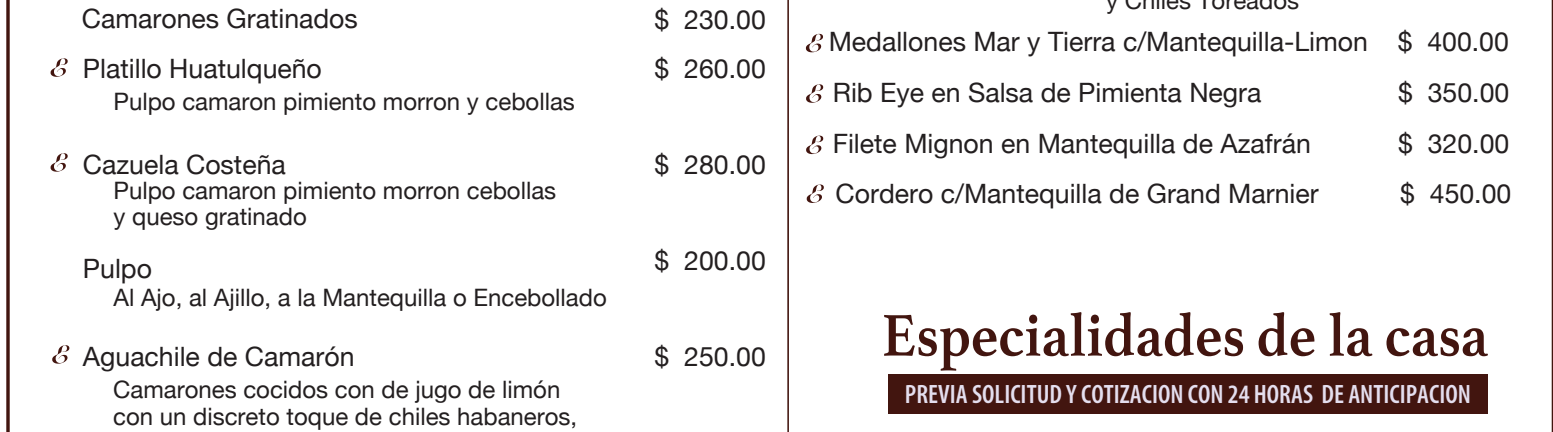 Camarones Gratinados $ 230.00
ℰ Platillo Huatulqueño $ 260.00
Pulpo camaron pimiento morron y cebollas
ℰ Cazuela Costeña $ 280.00
Pulpo camaron pimiento morron cebollas
y queso gratinado
Pulpo $ 200.00
Al Ajo, al Ajillo, a la Mantequilla o Encebollado
ℰ Aguachile de Camarón $ 250.00
Camarones cocidos con de jugo de limón
con un discreto toque de chiles habaneros,
y Chiles Toreados
ℰ Medallones Mar y Tierra c/Mantequilla-Limon $ 400.00
ℰ Rib Eye en Salsa de Pimienta Negra $ 350.00
ℰ Filete Mignon en Mantequilla de Azafrán $ 320.00
ℰ Cordero c/Mantequilla de Grand Marnier $ 450.00
Especialidades de la casa
PREVIA SOLICITUD Y COTIZACION CON 24 HORAS DE ANTICIPACION